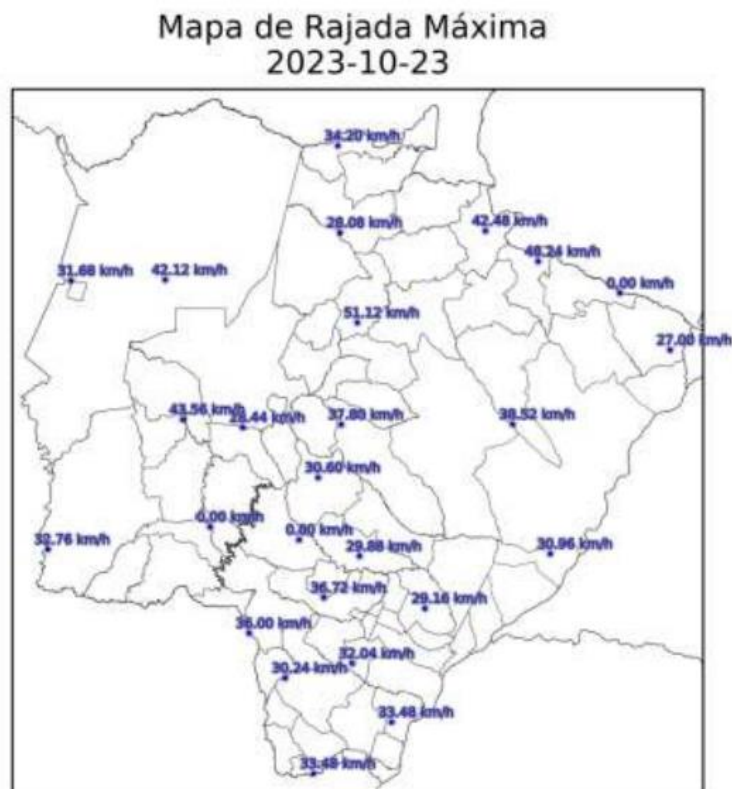 Mapa de Rajada Máxima
2023-10-23
34.20 km/h
28.08 km/h
42.48 km/h
48.24 km/h
31.68 km/h
42.12 km/h
0.00 km/h
51.12 km/h
27.00 km/h
43.56 km/h
28.44 km/h
37.80 km/h
38.52 km/h
30.60 km/h
0.00 km/h
0.00 km/h
32.76 km/h
29.88 km/h
30.96 km/h
36.72 km/h
29.16 km/h
36.00 km/h
32.04 km/h
30.24 km/h
33.48 km/h
33.48 km/h